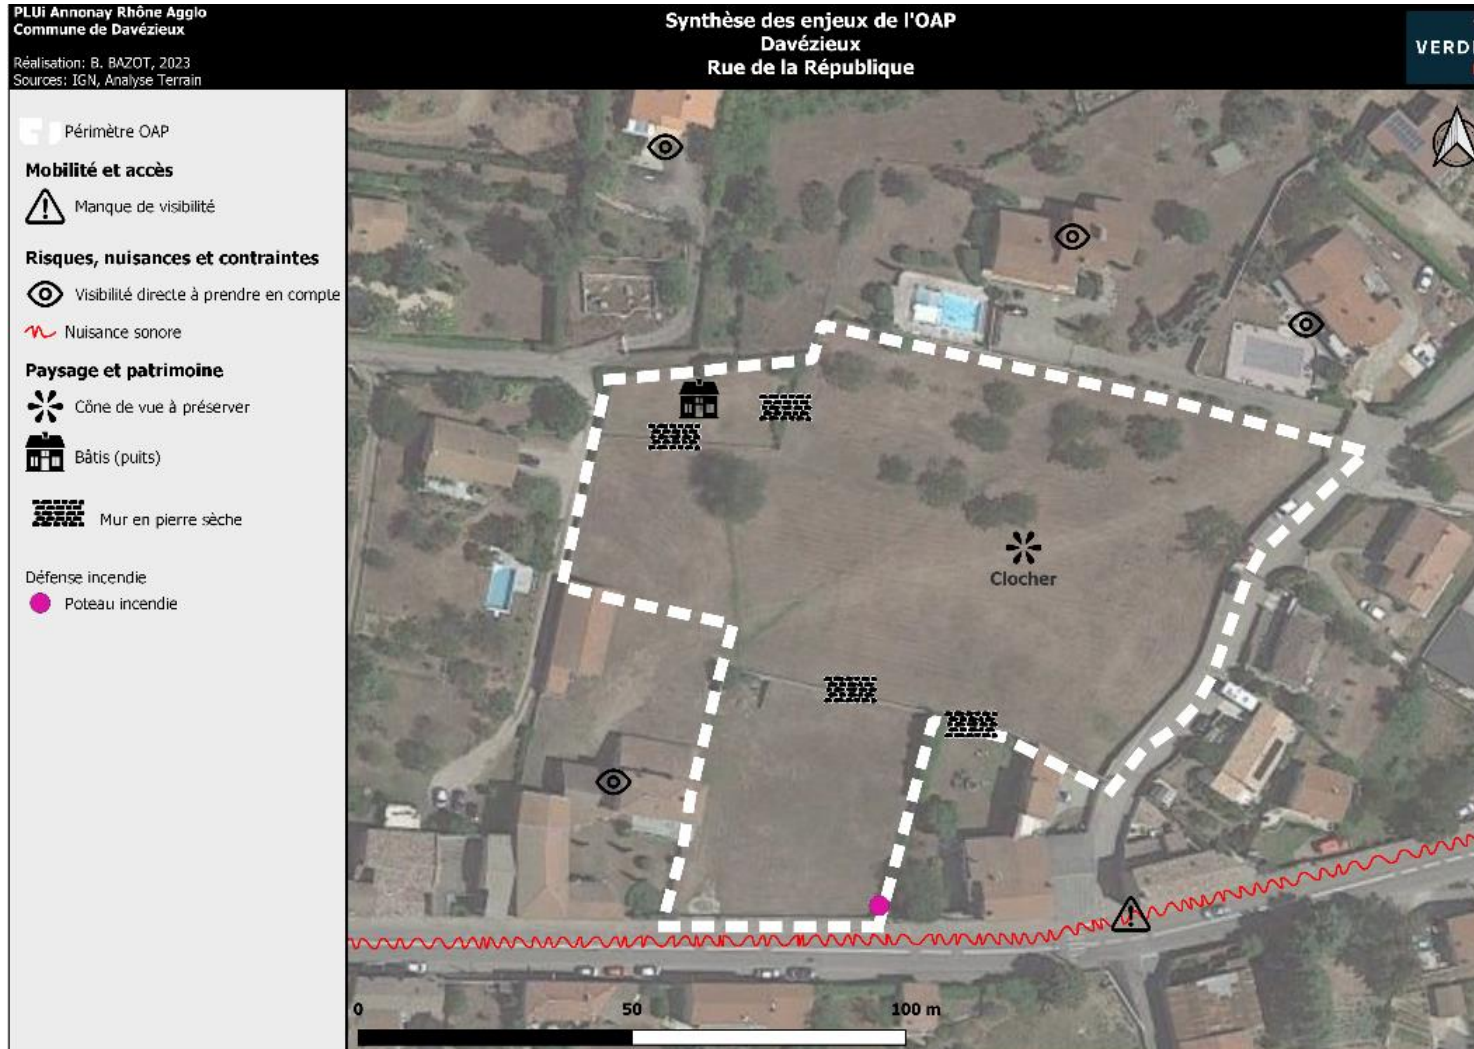 PLUi Annonay Rhône Agglo
Commune de Davézieux
Réalisation: B. BAZOT, 2023
Sources: IGN, Analyse Terrain
Synthèse des enjeux de l'OAP
Davézieux
Rue de la République
VERD
Périmètre OAP
Mobilité et accès
Manque de visibilité
Risques, nuisances et contraintes
Visibilité directe à prendre en compte
Nuisance sonore
Paysage et patrimoine
Cône de vue à préserver
Bâtis (puits)
Mur en pierre sèche
Défense incendie
Poteau incendie
Clocher
0 50 100 m